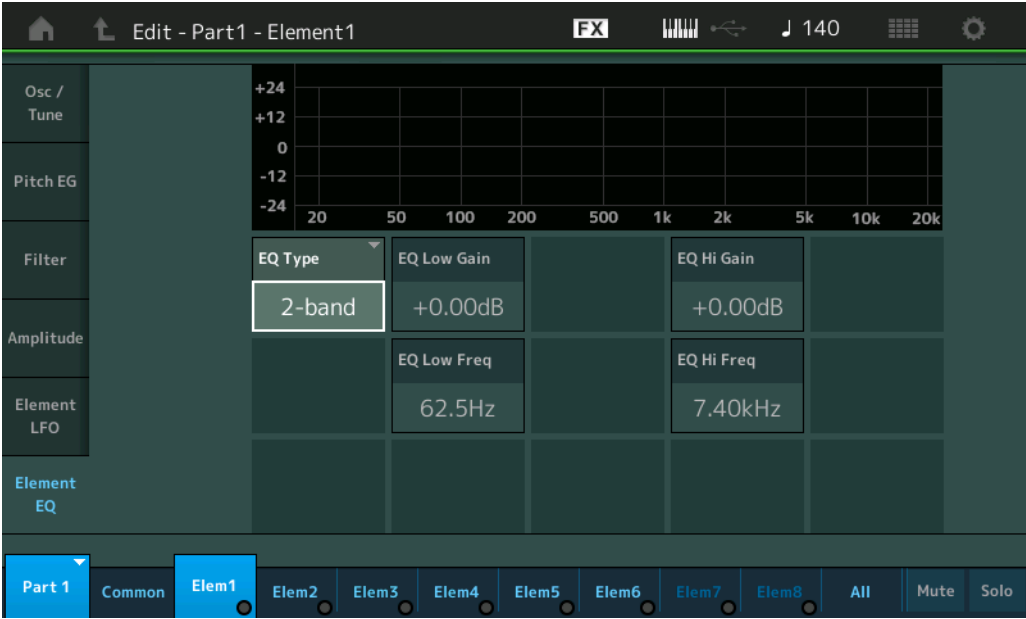 Edit - Part1 - Element1
FX
♩ 140
Osc /
Tune
Pitch EG
Filter
Amplitude
Element
LFO
Element
EQ
+24
+12
0
-12
-24
20 50 100 200 500 1k 2k 5k 10k 20k
EQ Type
2-band
EQ Low Gain
+0.00dB
EQ Hi Gain
+0.00dB
EQ Low Freq
62.5Hz
EQ Hi Freq
7.40kHz
Part 1 Common Elem1 Elem2 Elem3 Elem4 Elem5 Elem6 Elem7 Elem8 All Mute Solo